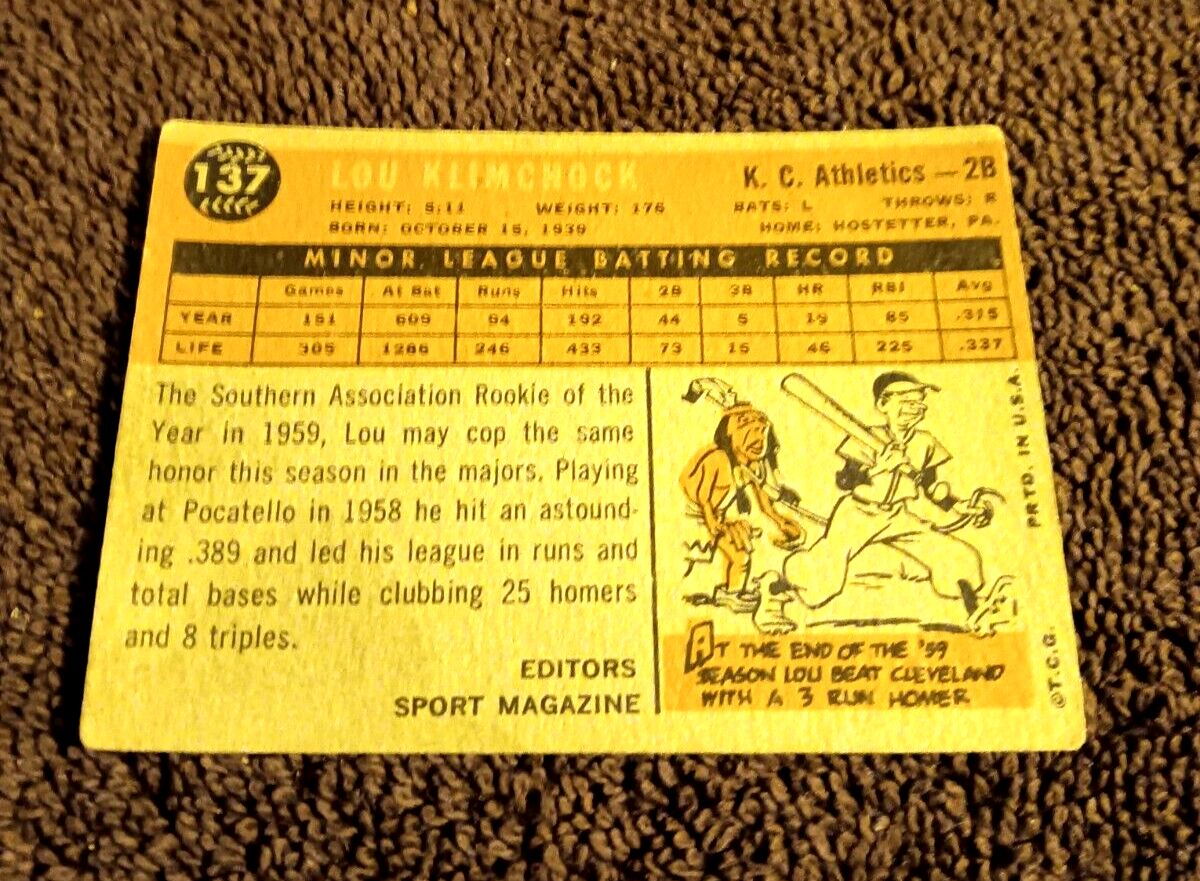 137 LOU KLIMCHOCK K. C. Athletics — 2B
HEIGHT: 5:11 WEIGHT: 176 BATS: L THROWS: R
BORN: OCTOBER 15, 1939 HOME: HOSTETTER, PA.
MINOR LEAGUE BATTING RECORD
Games At Bat Runs Hits 2B 3B HR RBI Avg
YEAR 151 609 94 192 44 5 19 85 .315
LIFE 305 1286 246 433 73 15 46 225 .337
The Southern Association Rookie of the
Year in 1959, Lou may cop the same
honor this season in the majors. Playing
at Pocatello in 1958 he hit an astound-
ing .389 and led his league in runs and
total bases while clubbing 25 homers
and 8 triples.
EDITORS
SPORT MAGAZINE
AT THE END OF THE '59
SEASON LOU BEAT CLEVELAND
WITH A 3 RUN HOMER
©T.C.G. PRTD. IN U.S.A.